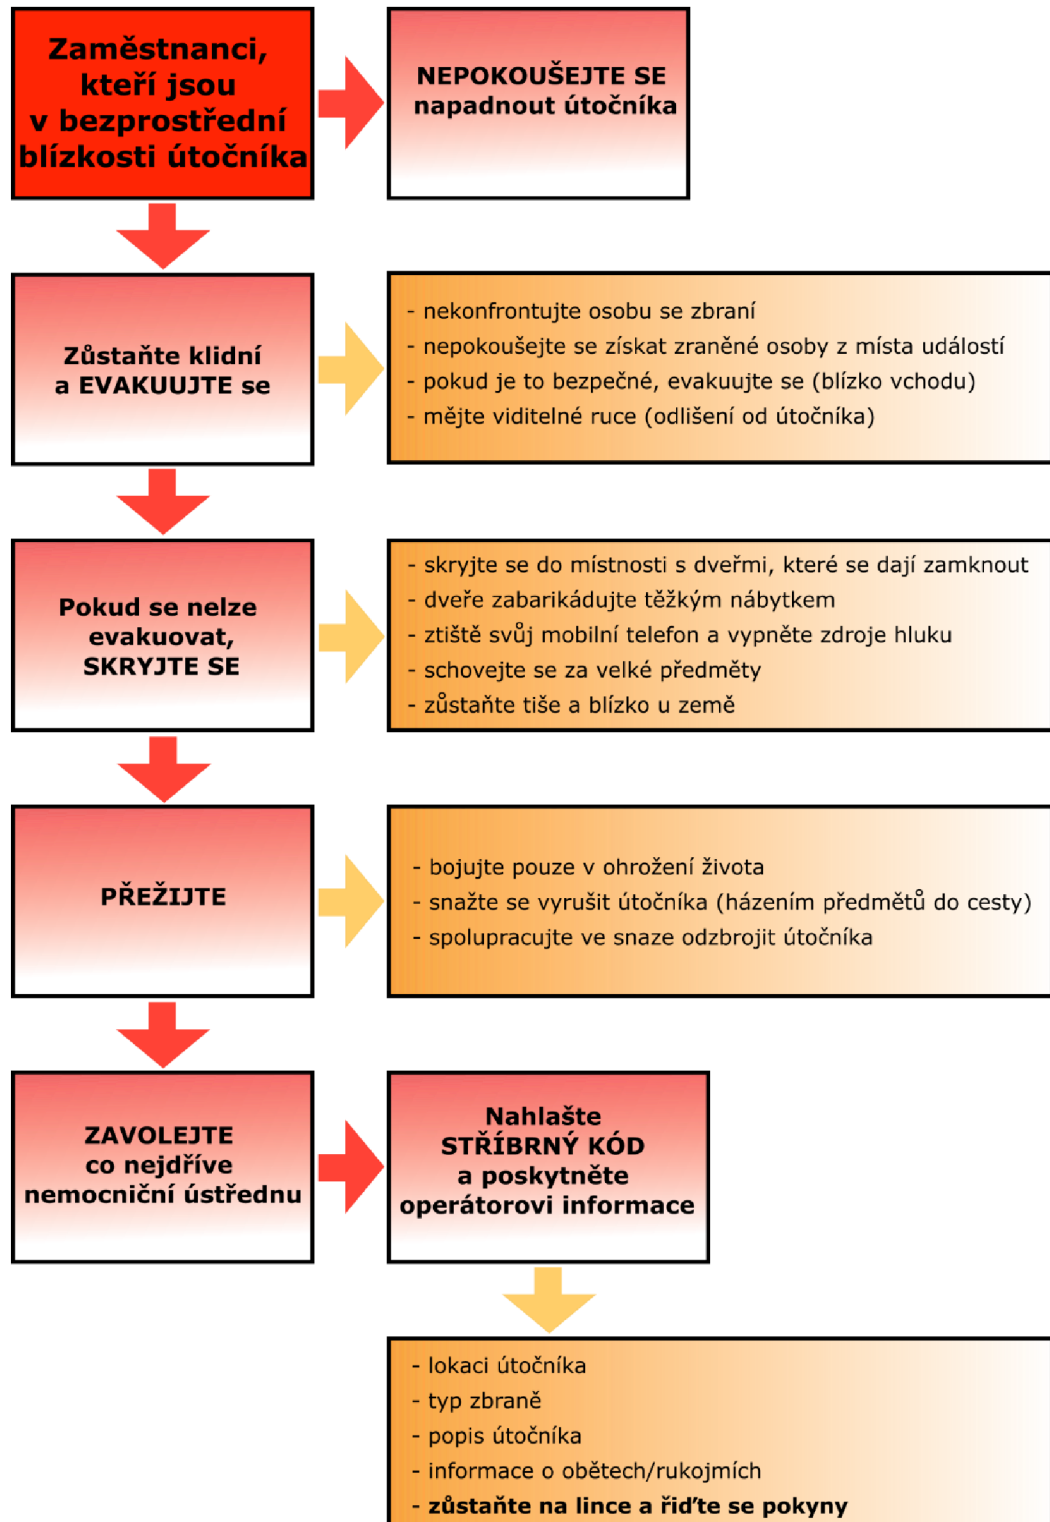 Zaměstnanci,
kteří jsou
v bezprostřední
blízkosti útočníka
NEPOKOUŠEJTE SE
napadnout útočníka
Zůstaňte klidní
a EVAKUUJTE se
- nekonfrontujte osobu se zbraní
- nepokoušejte se získat zraněné osoby z místa událostí
- pokud je to bezpečné, evakuujte se (blízko vchodu)
- mějte viditelné ruce (odlišení od útočníka)
Pokud se nelze
evakuovat,
SKRYJTE SE
- skryjte se do místnosti s dveřmi, které se dají zamknout
- dveře zabarikádujte těžkým nábytkem
- ztiště svůj mobilní telefon a vypněte zdroje hluku
- schovejte se za velké předměty
- zůstaňte tiše a blízko u země
PŘEŽIJTE
- bojujte pouze v ohrožení života
- snažte se vyrušit útočníka (házením předmětů do cesty)
- spolupracujte ve snaze odzbrojit útočníka
ZAVOLEJTE
co nejdříve
nemocniční ústřednu
Nahlašte
STŘÍBRNÝ KÓD
a poskytněte
operátorovi informace
- lokaci útočníka
- typ zbraně
- popis útočníka
- informace o obětech/rukojmích
- zůstaňte na lince a řiďte se pokyny